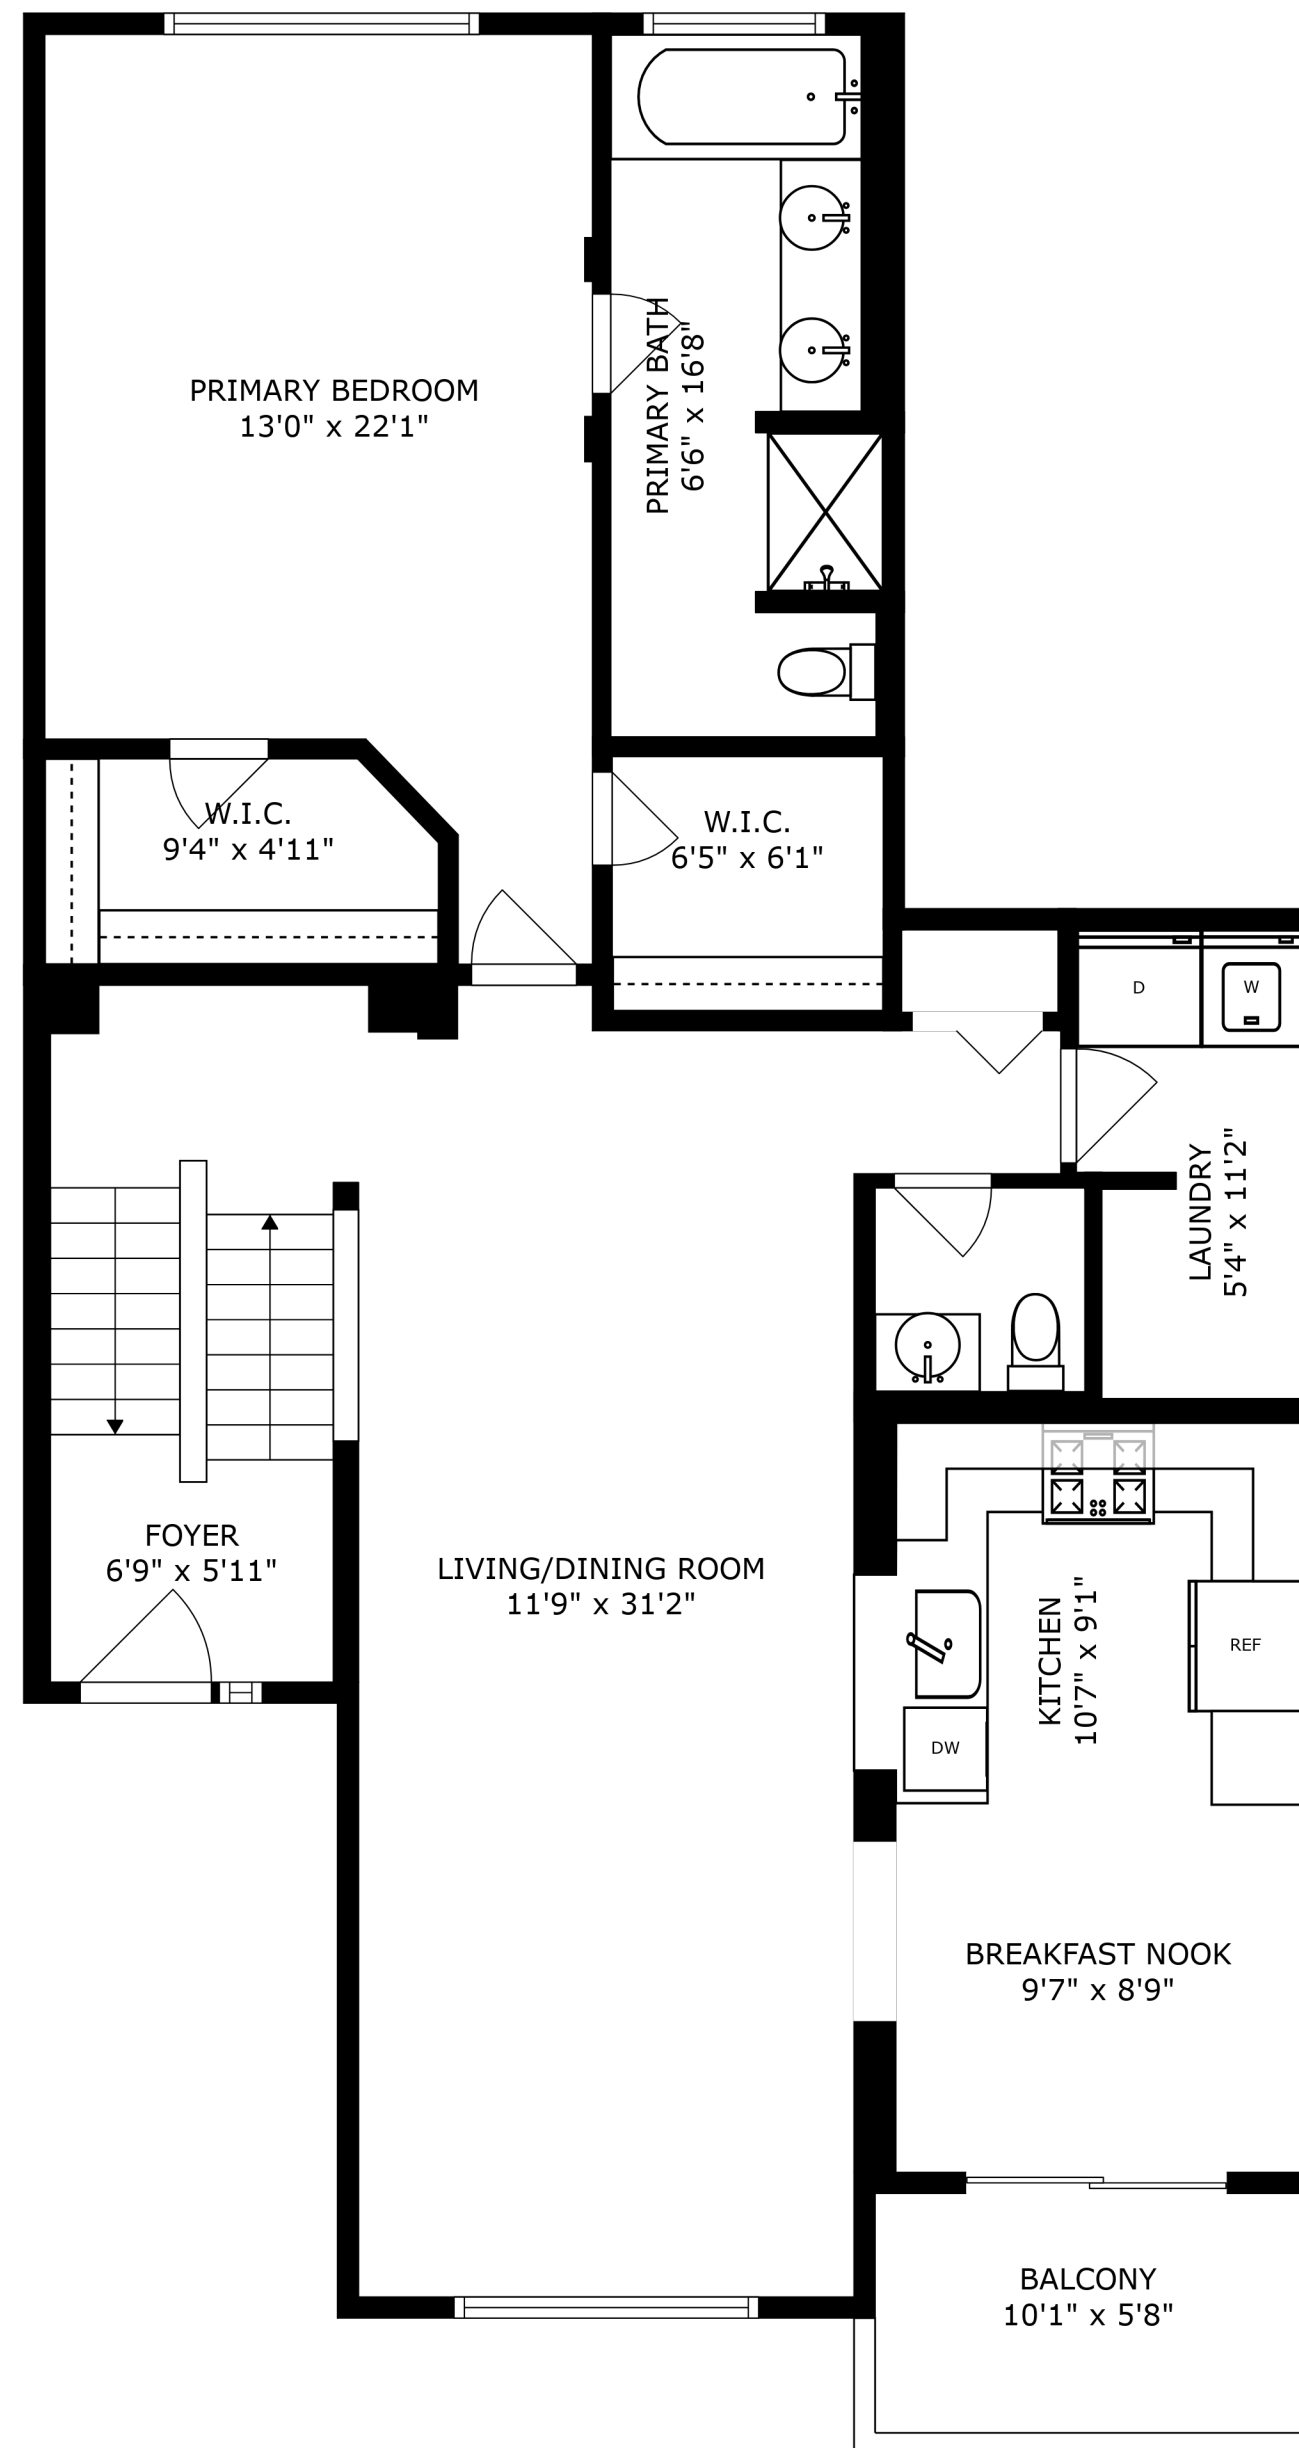 PRIMARY BEDROOM
13'0" x 22'1"
PRIMARY BATH
6'6" x 16'8"
W.I.C.
9'4" x 4'11"
W.I.C.
6'5" x 6'1"
D
W
LAUNDRY
5'4" x 11'2"
FOYER
6'9" x 5'11"
LIVING/DINING ROOM
11'9" x 31'2"
KITCHEN
10'7" x 9'1"
REF
DW
BREAKFAST NOOK
9'7" x 8'9"
BALCONY
10'1" x 5'8"